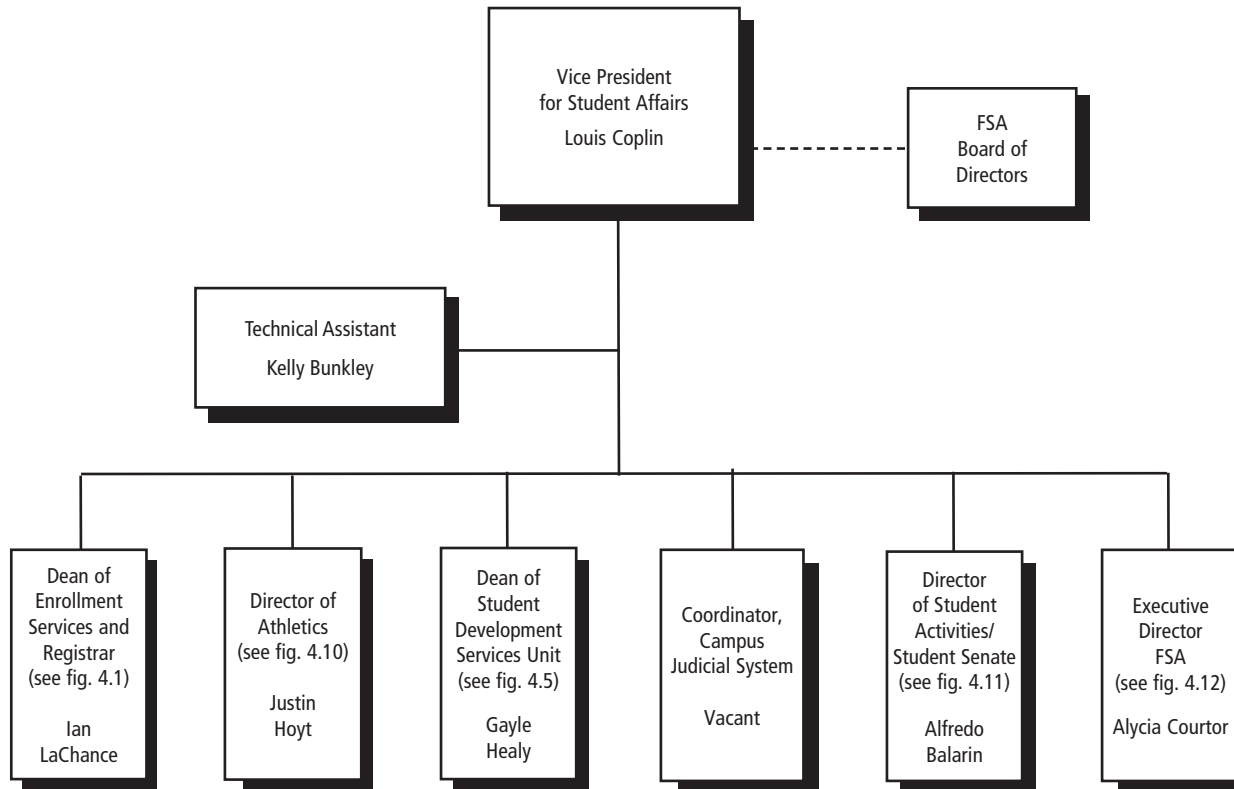 Vice President
for Student Affairs
Louis Coplin
FSA
Board of
Directors
Technical Assistant
Kelly Bunkley
Dean of
Enrollment
Services and
Registrar
(see fig. 4.1)
Ian
LaChance
Director of
Athletics
(see fig. 4.10)
Justin
Hoyt
Dean of
Student
Development
Services Unit
(see fig. 4.5)
Gayle
Healy
Coordinator,
Campus
Judicial System
Vacant
Director
of Student
Activities/
Student Senate
(see fig. 4.11)
Alfredo
Balarin
Executive
Director
FSA
(see fig. 4.12)
Alycia Courtor